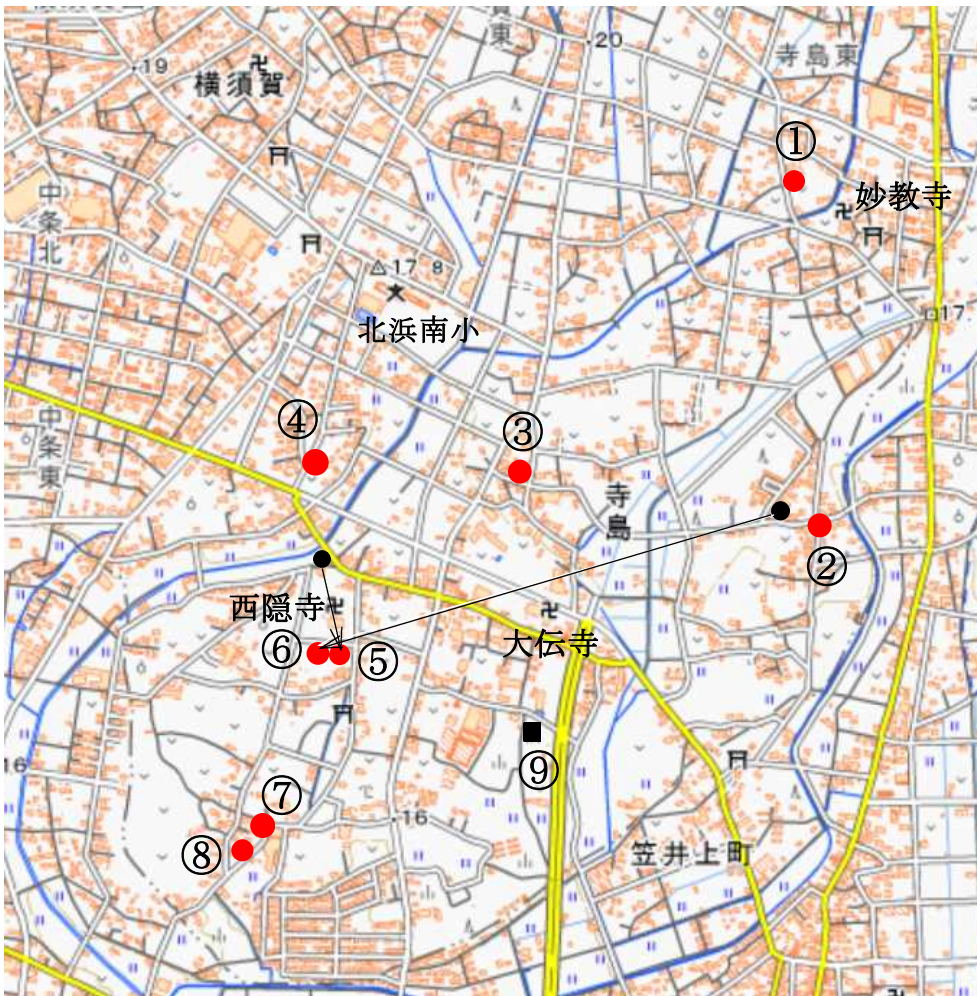 ・20
寺島東
・19
横須賀
①
妙教寺
中条北
△17 8
北浜南小
17
中条東
④
③
寺島
②
西隠寺
大伝寺
⑥
⑤
⑨
16
⑦
・16
⑧
笠井上町